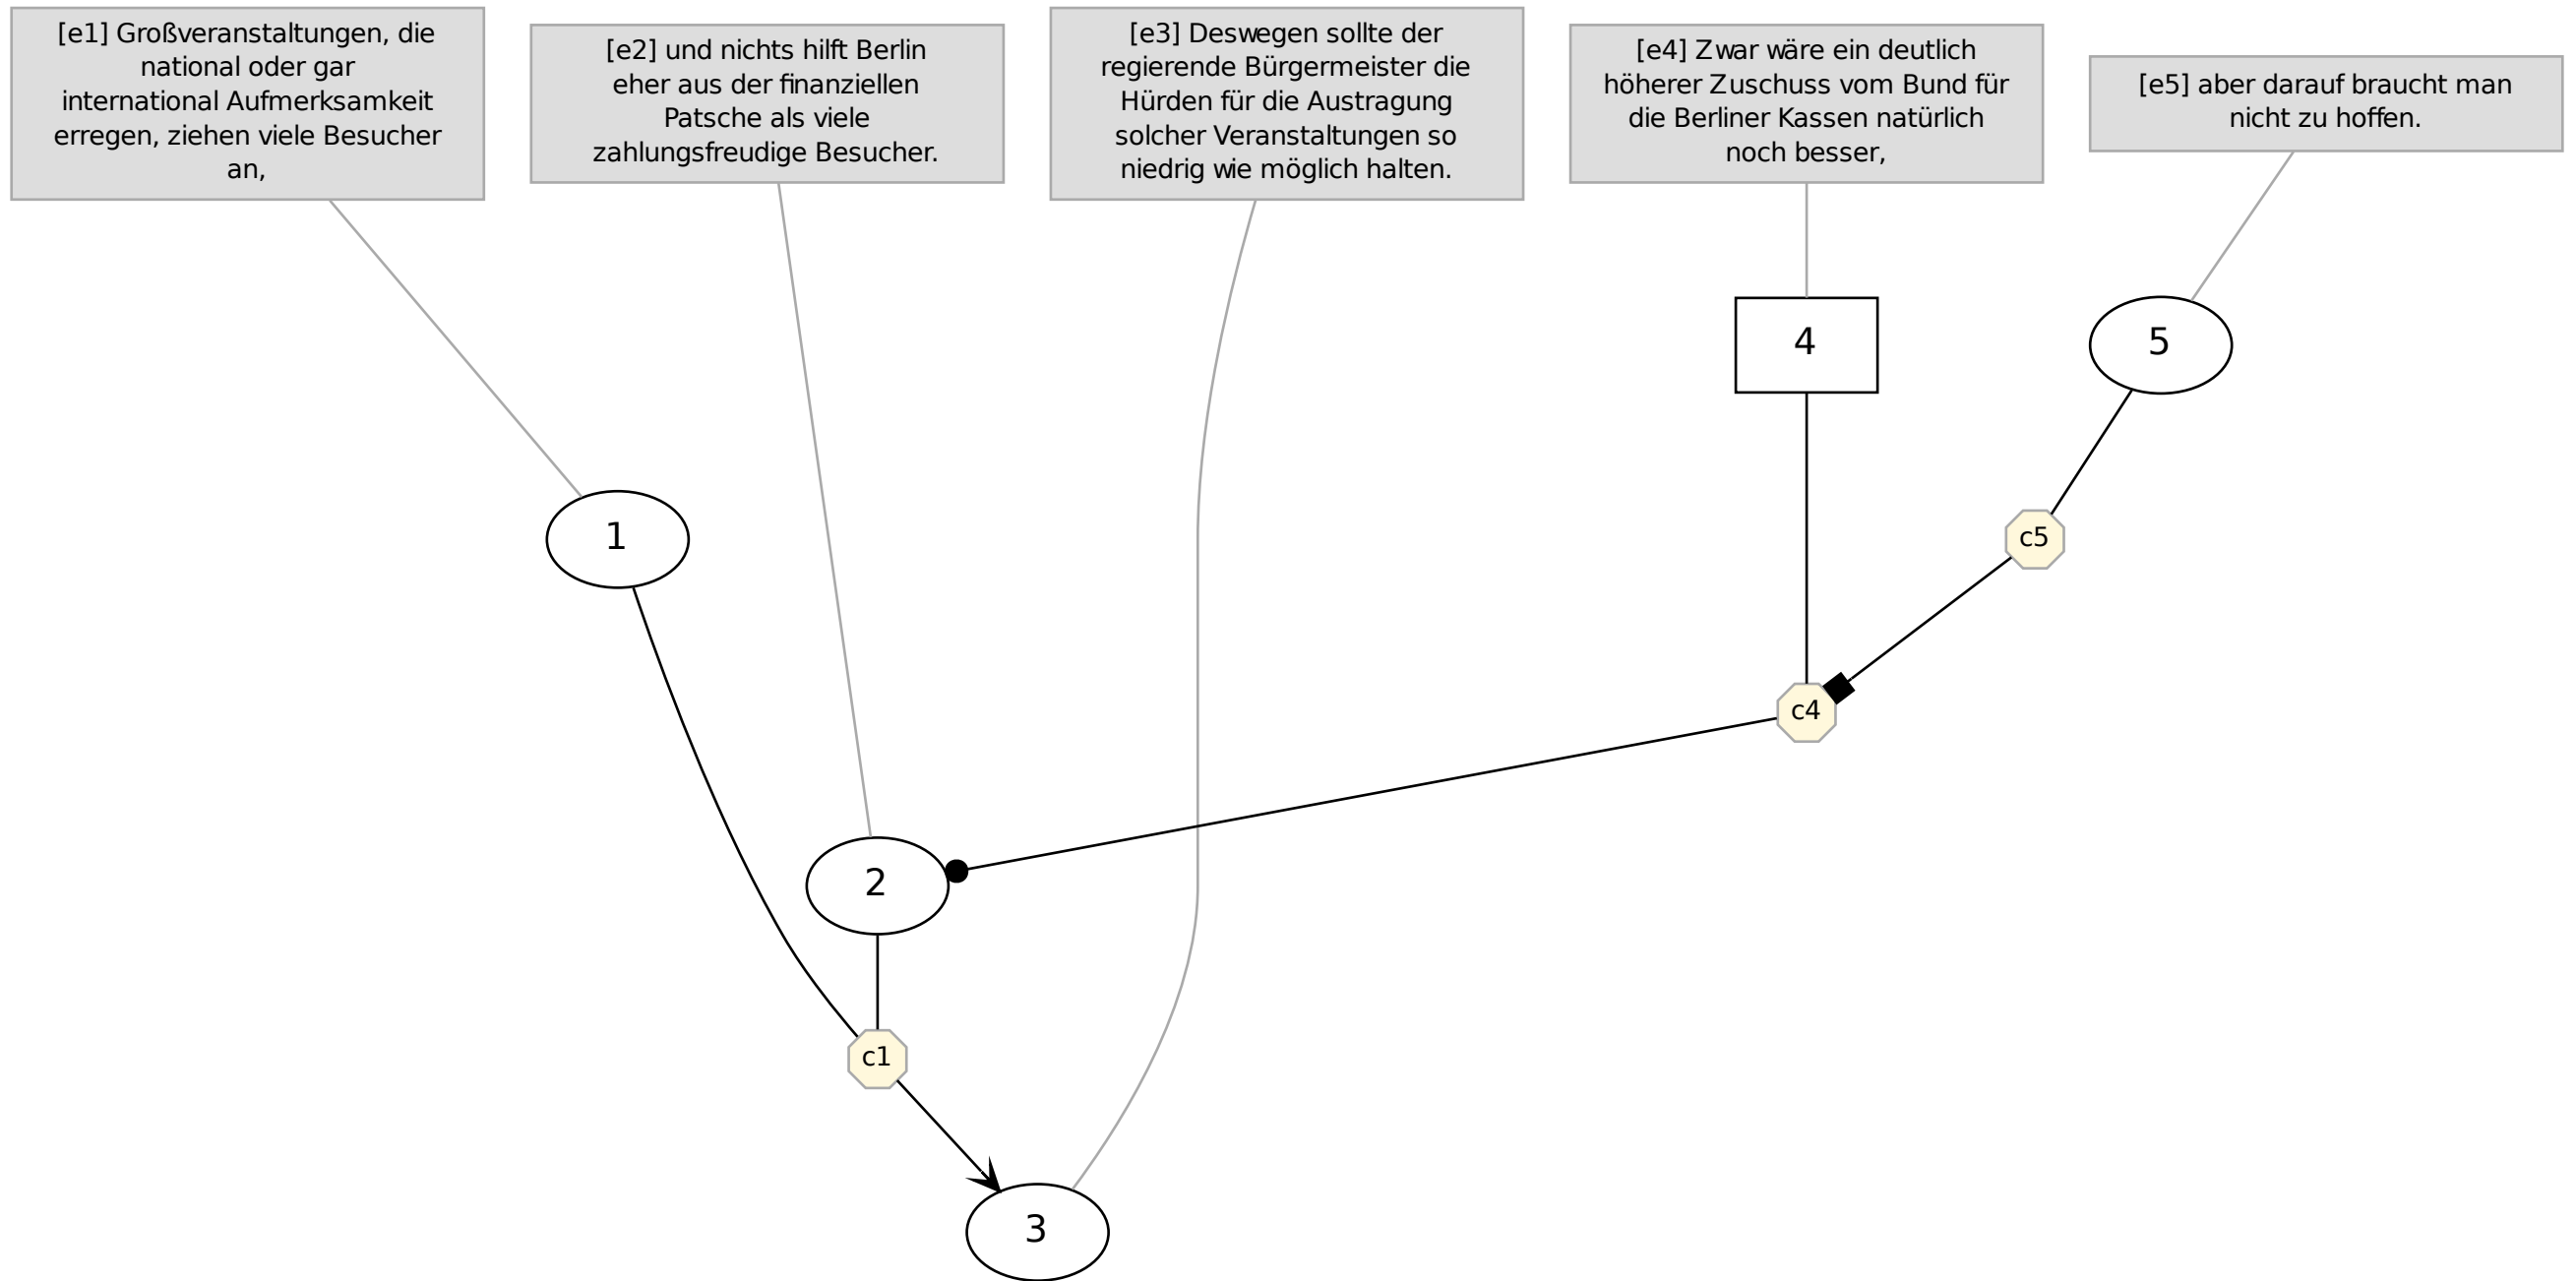 [e1] Großveranstaltungen, die
national oder gar
international Aufmerksamkeit
erregen, ziehen viele Besucher
an,
[e2] und nichts hilft Berlin
eher aus der finanziellen
Patsche als viele
zahlungsfreudige Besucher.
[e3] Deswegen sollte der
regierende Bürgermeister die
Hürden für die Austragung
solcher Veranstaltungen so
niedrig wie möglich halten.
[e4] Zwar wäre ein deutlich
höherer Zuschuss vom Bund für
die Berliner Kassen natürlich
noch besser,
[e5] aber darauf braucht man
nicht zu hoffen.
4
5
1
c5
c4
2
c1
3